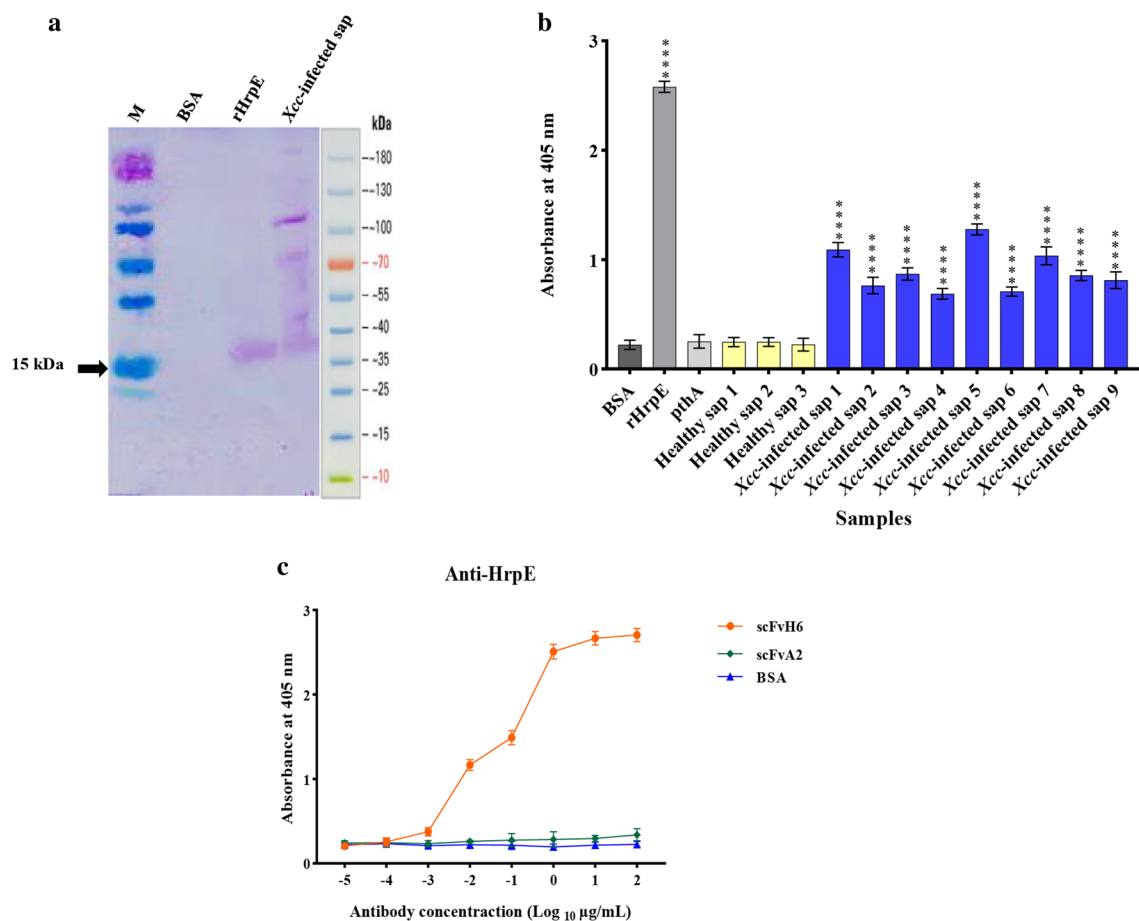 a
M
BSA
rHrpE
Xcc-infected sap
kDa
~180
~130
~100
~70
~55
~40
~35
~25
~15
~10
15 kDa
b
Absorbance at 405 nm
3
2
1
0
****
****
****
****
****
****
****
****
****
****
BSA
rHrpE
pthA
Healthy sap 1
Healthy sap 2
Healthy sap 3
Xcc-infected sap 1
Xcc-infected sap 2
Xcc-infected sap 3
Xcc-infected sap 4
Xcc-infected sap 5
Xcc-infected sap 6
Xcc-infected sap 7
Xcc-infected sap 8
Xcc-infected sap 9
Samples
c
Anti-HrpE
Absorbance at 405 nm
3
2
1
0
-5 -4 -3 -2 -1 0 1 2
Antibody concentraction (Log 10 µg/mL)
scFvH6
scFvA2
BSA